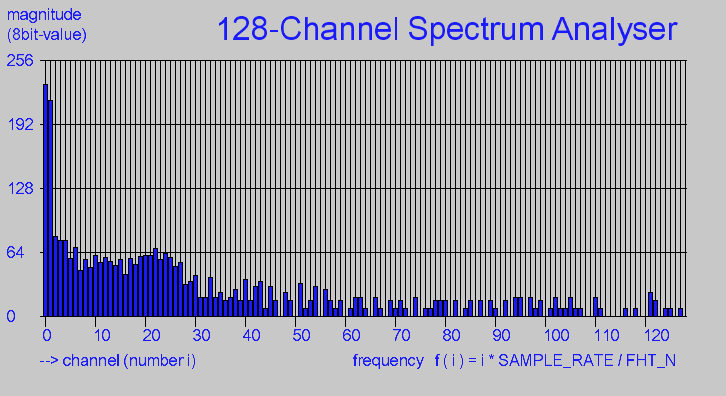 magnitude
(8bit-value)
128-Channel Spectrum Analyser
256
192
128
64
0
0 10 20 30 40 50 60 70 80 90 100 110 120
--> channel (number i)
frequency f ( i ) = i * SAMPLE_RATE / FHT_N